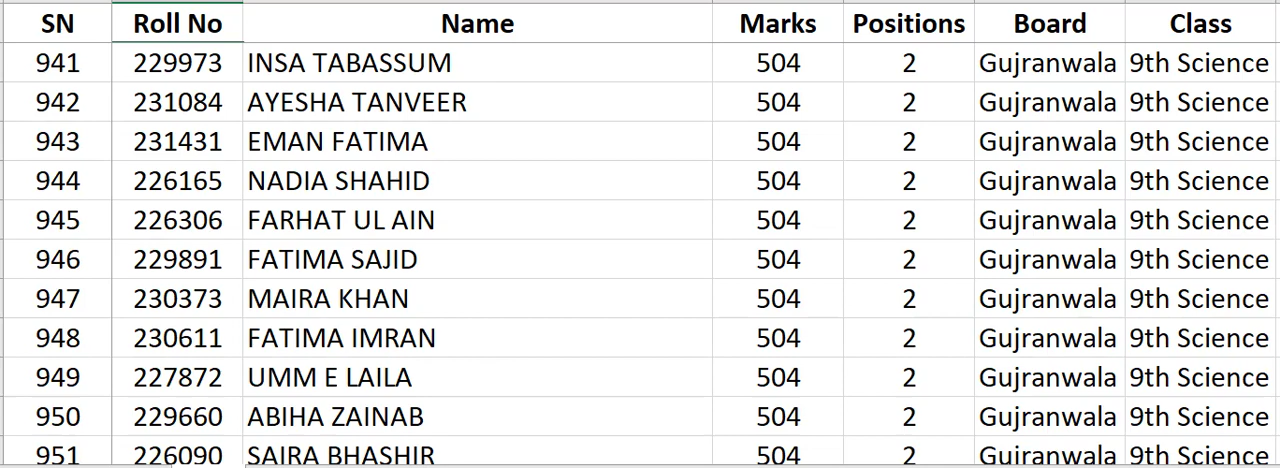 SN Roll No Name Marks Positions Board Class
941 229973 INSA TABASSUM 504 2 Gujranwala 9th Science
942 231084 AYESHA TANVEER 504 2 Gujranwala 9th Science
943 231431 EMAN FATIMA 504 2 Gujranwala 9th Science
944 226165 NADIA SHAHID 504 2 Gujranwala 9th Science
945 226306 FARHAT UL AIN 504 2 Gujranwala 9th Science
946 229891 FATIMA SAJID 504 2 Gujranwala 9th Science
947 230373 MAIRA KHAN 504 2 Gujranwala 9th Science
948 230611 FATIMA IMRAN 504 2 Gujranwala 9th Science
949 227872 UMM E LAILA 504 2 Gujranwala 9th Science
950 229660 ABIHA ZAINAB 504 2 Gujranwala 9th Science
951 226090 SAIRA BHASHIR 504 2 Gujranwala 9th Science